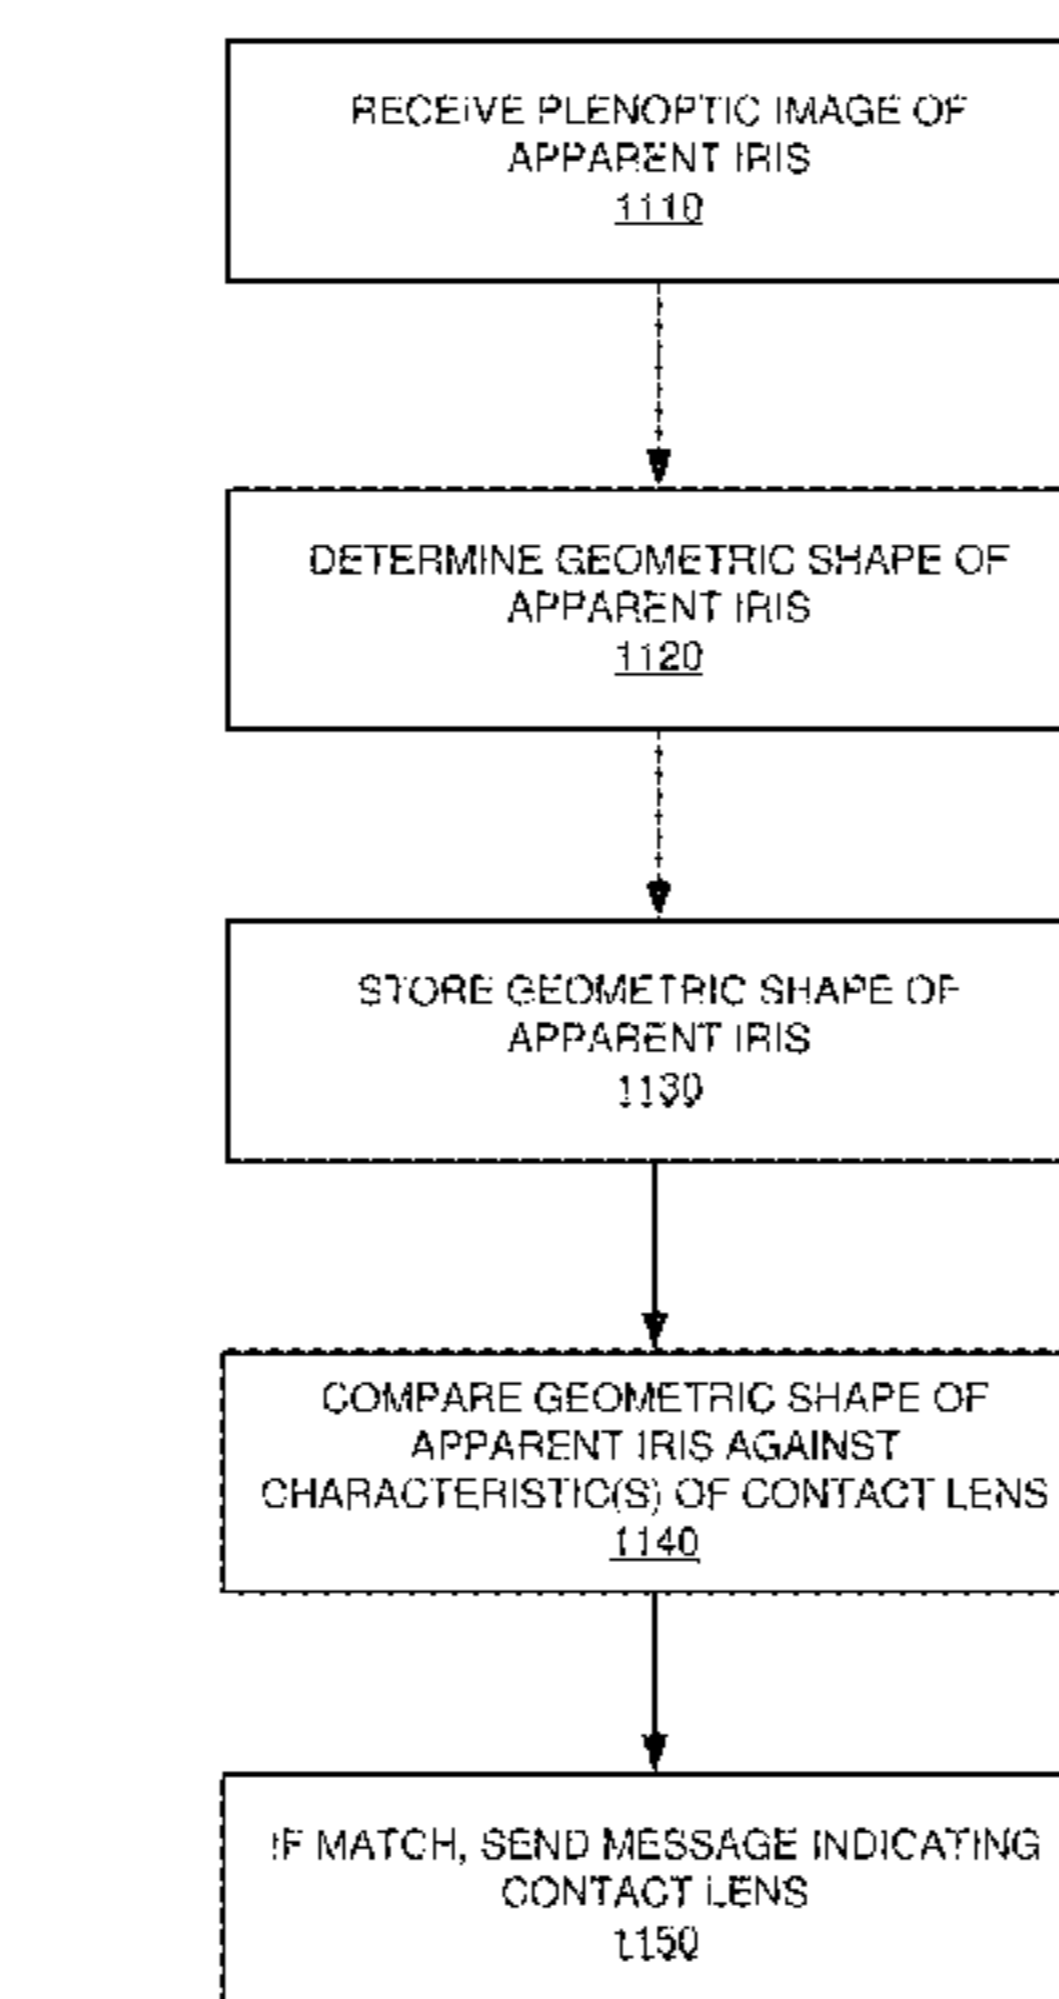 RECEIVE PLENOPTIC IMAGE OF
APPARENT IRIS
1110
DETERMINE GEOMETRIC SHAPE OF
APPARENT IRIS
1120
STORE GEOMETRIC SHAPE OF
APPARENT IRIS
1130
COMPARE GEOMETRIC SHAPE OF
APPARENT IRIS AGAINST
CHARACTERISTIC(S) OF CONTACT LENS
1140
IF MATCH, SEND MESSAGE INDICATING
CONTACT LENS
1150